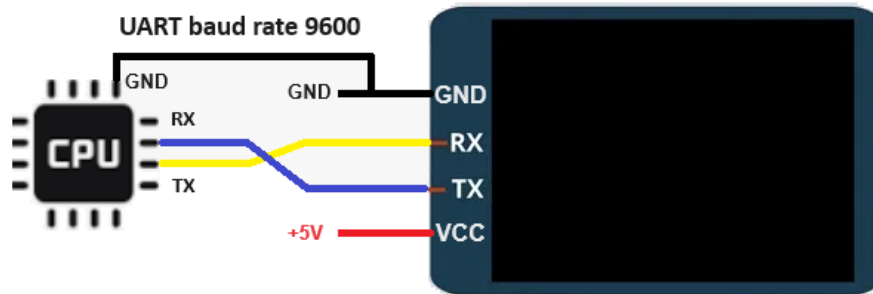 UART baud rate 9600
GND
GND
GND
RX
RX
CPU
TX
TX
+5V
VCC